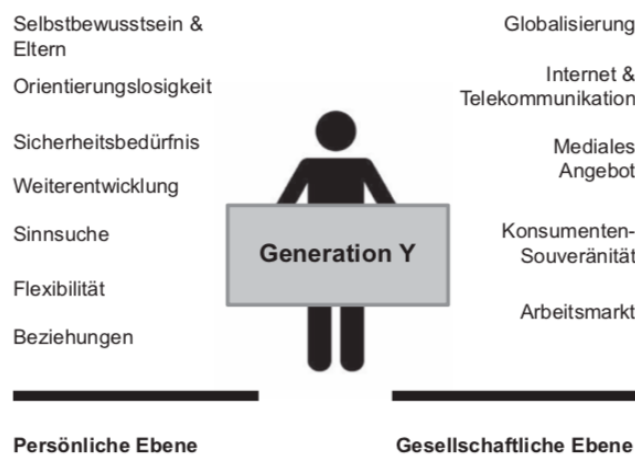 Selbstbewusstsein &
Eltern
Orientierungslosigkeit
Sicherheitsbedürfnis
Weiterentwicklung
Sinnsuche
Flexibilität
Beziehungen
Persönliche Ebene
Generation Y
Globalisierung
Internet &
Telekommunikation
Mediales
Angebot
Konsumenten-
Souveränität
Arbeitsmarkt
Gesellschaftliche Ebene